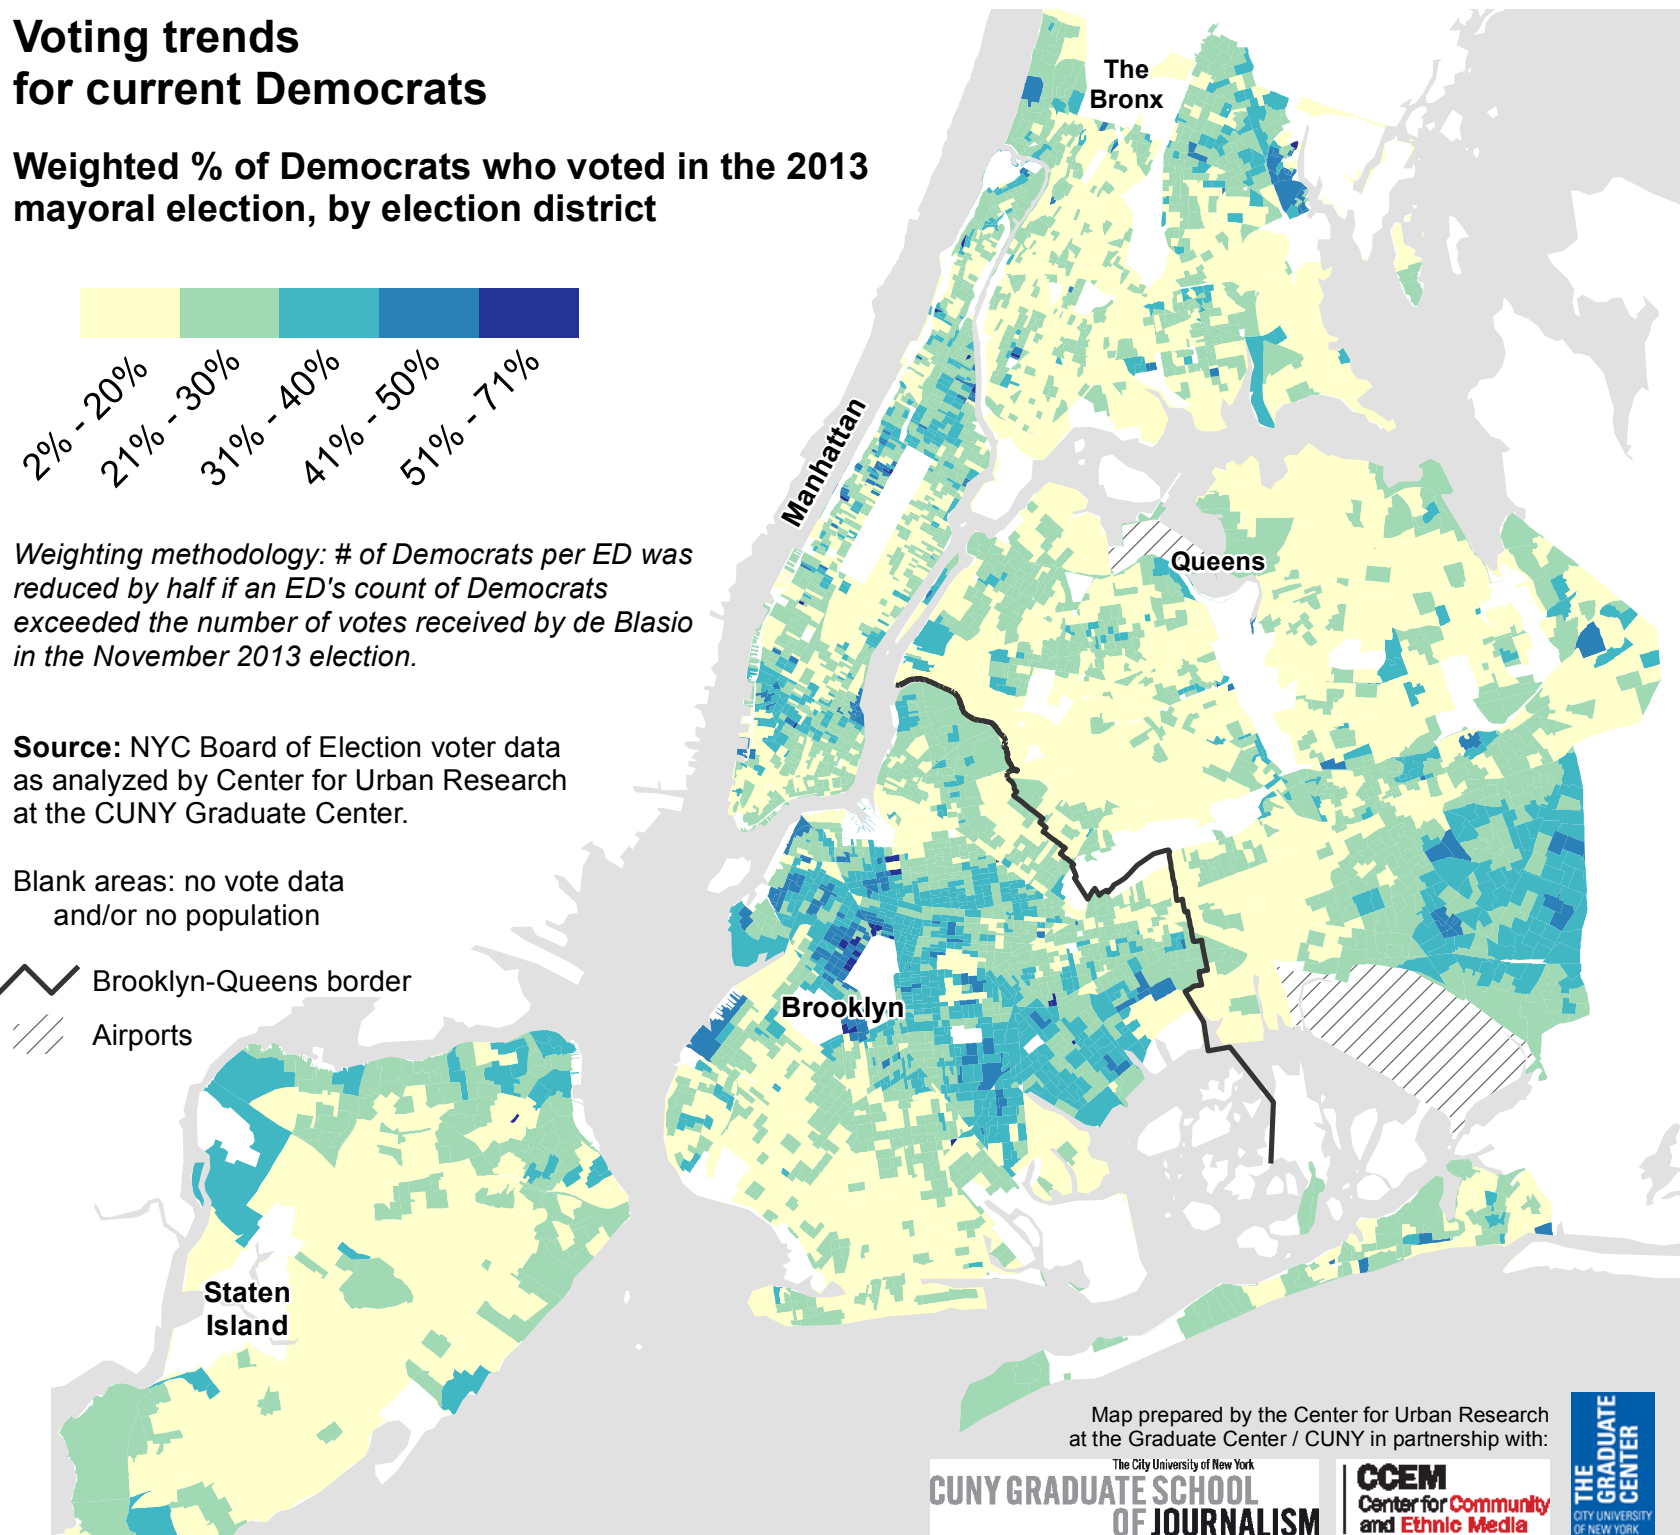 Voting trends
for current Democrats
Weighted % of Democrats who voted in the 2013
mayoral election, by election district
2% - 20%
21% - 30%
31% - 40%
41% - 50%
51% - 71%
Weighting methodology: # of Democrats per ED was
reduced by half if an ED's count of Democrats
exceeded the number of votes received by de Blasio
in the November 2013 election.
Source: NYC Board of Election voter data
as analyzed by Center for Urban Research
at the CUNY Graduate Center.
Blank areas: no vote data
and/or no population
Brooklyn-Queens border
Airports
The
Bronx
Manhattan
Queens
Brooklyn
Staten
Island
Map prepared by the Center for Urban Research
at the Graduate Center / CUNY in partnership with:
The City University of New York
CUNY GRADUATE SCHOOL
OF JOURNALISM
CCEM
Center for Community
and Ethnic Media
THE
GRADUATE
CENTER
CITY UNIVERSITY
OF NEW YORK